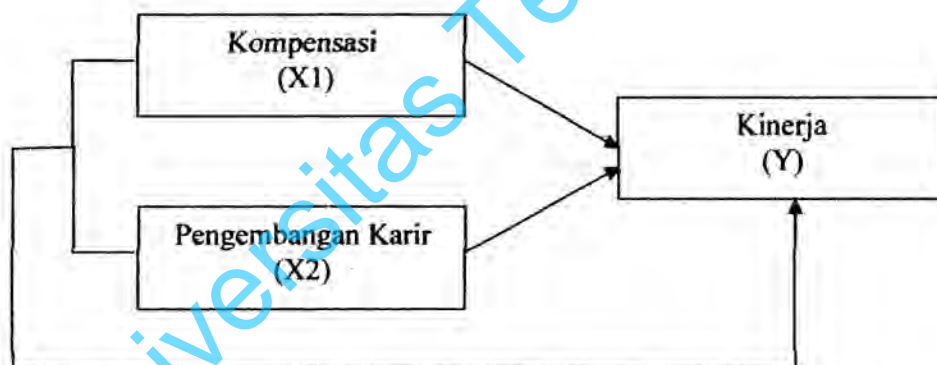 Kompensasi
(X1)
Kinerja
(Y)
Pengembangan Karir
(X2)